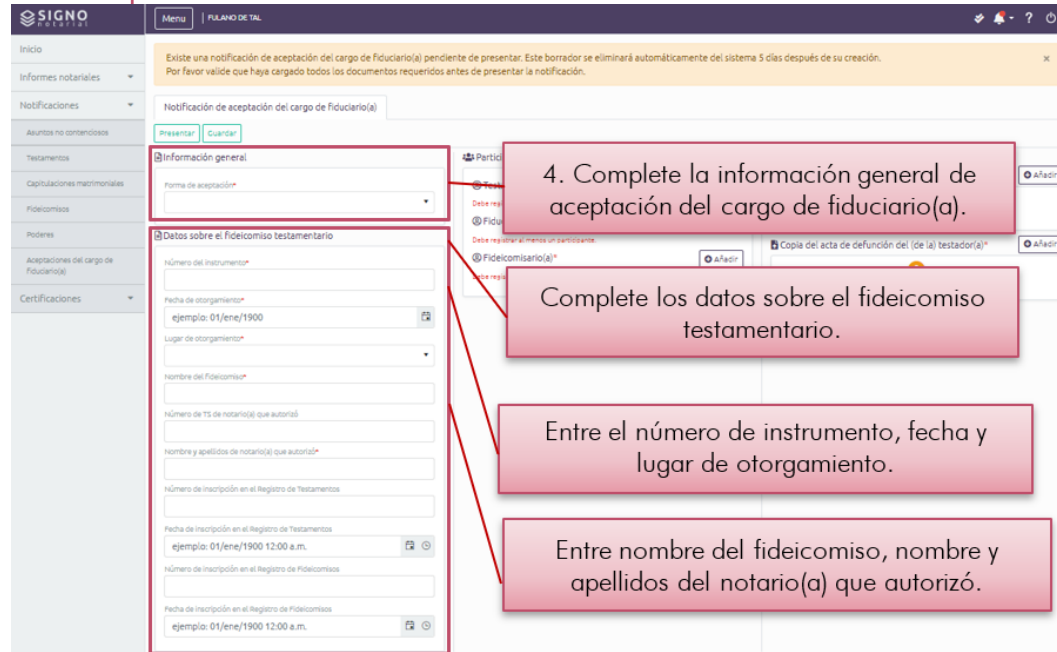 SIGNO
notarial
Menu
FULANO DE TAL
Inicio
Informes notariales
Notificaciones
Asuntos no contenciosos
Testamentos
Capitulaciones matrimoniales
Fideicomisos
Poderes
Aceptaciones del cargo de
Fiduciario(a)
Certificaciones
Existe una notificación de aceptación del cargo de fiduciario(a) pendiente de presentar. Este borrador se eliminará automáticamente del sistema 5 días después de su creación.
Por favor valide que haya cargado todos los documentos requeridos antes de presentar la notificación.
Notificación de aceptación del cargo de fiduciario(a)
Presentar
Guardar
Información general
Forma de aceptación*
Datos sobre el fideicomiso testamentario
Número del instrumento*
Fecha de otorgamiento*
ejemplo: 01/ene/1900
Lugar de otorgamiento*
Nombre del Fideicomiso*
Número de TS de notario(a) que autorizó
Nombre y apellidos de notario(a) que autorizó*
Número de inscripción en el Registro de Testamentos
Fecha de inscripción en el Registro de Testamentos
ejemplo: 01/ene/1900 12:00 a.m.
Número de inscripción en el Registro de Fideicomisos
Fecha de inscripción en el Registro de Fideicomisos
ejemplo: 01/ene/1900 12:00 a.m.
Debe registrar al menos un participante.
Fideicomisario(a)*
Añadir
Añadir
Copia del acta de defunción del (de la) testador(a)*
Añadir
4. Complete la información general de
aceptación del cargo de fiduciario(a).
Complete los datos sobre el fideicomiso
testamentario.
Entre el número de instrumento, fecha y
lugar de otorgamiento.
Entre nombre del fideicomiso, nombre y
apellidos del notario(a) que autorizó.